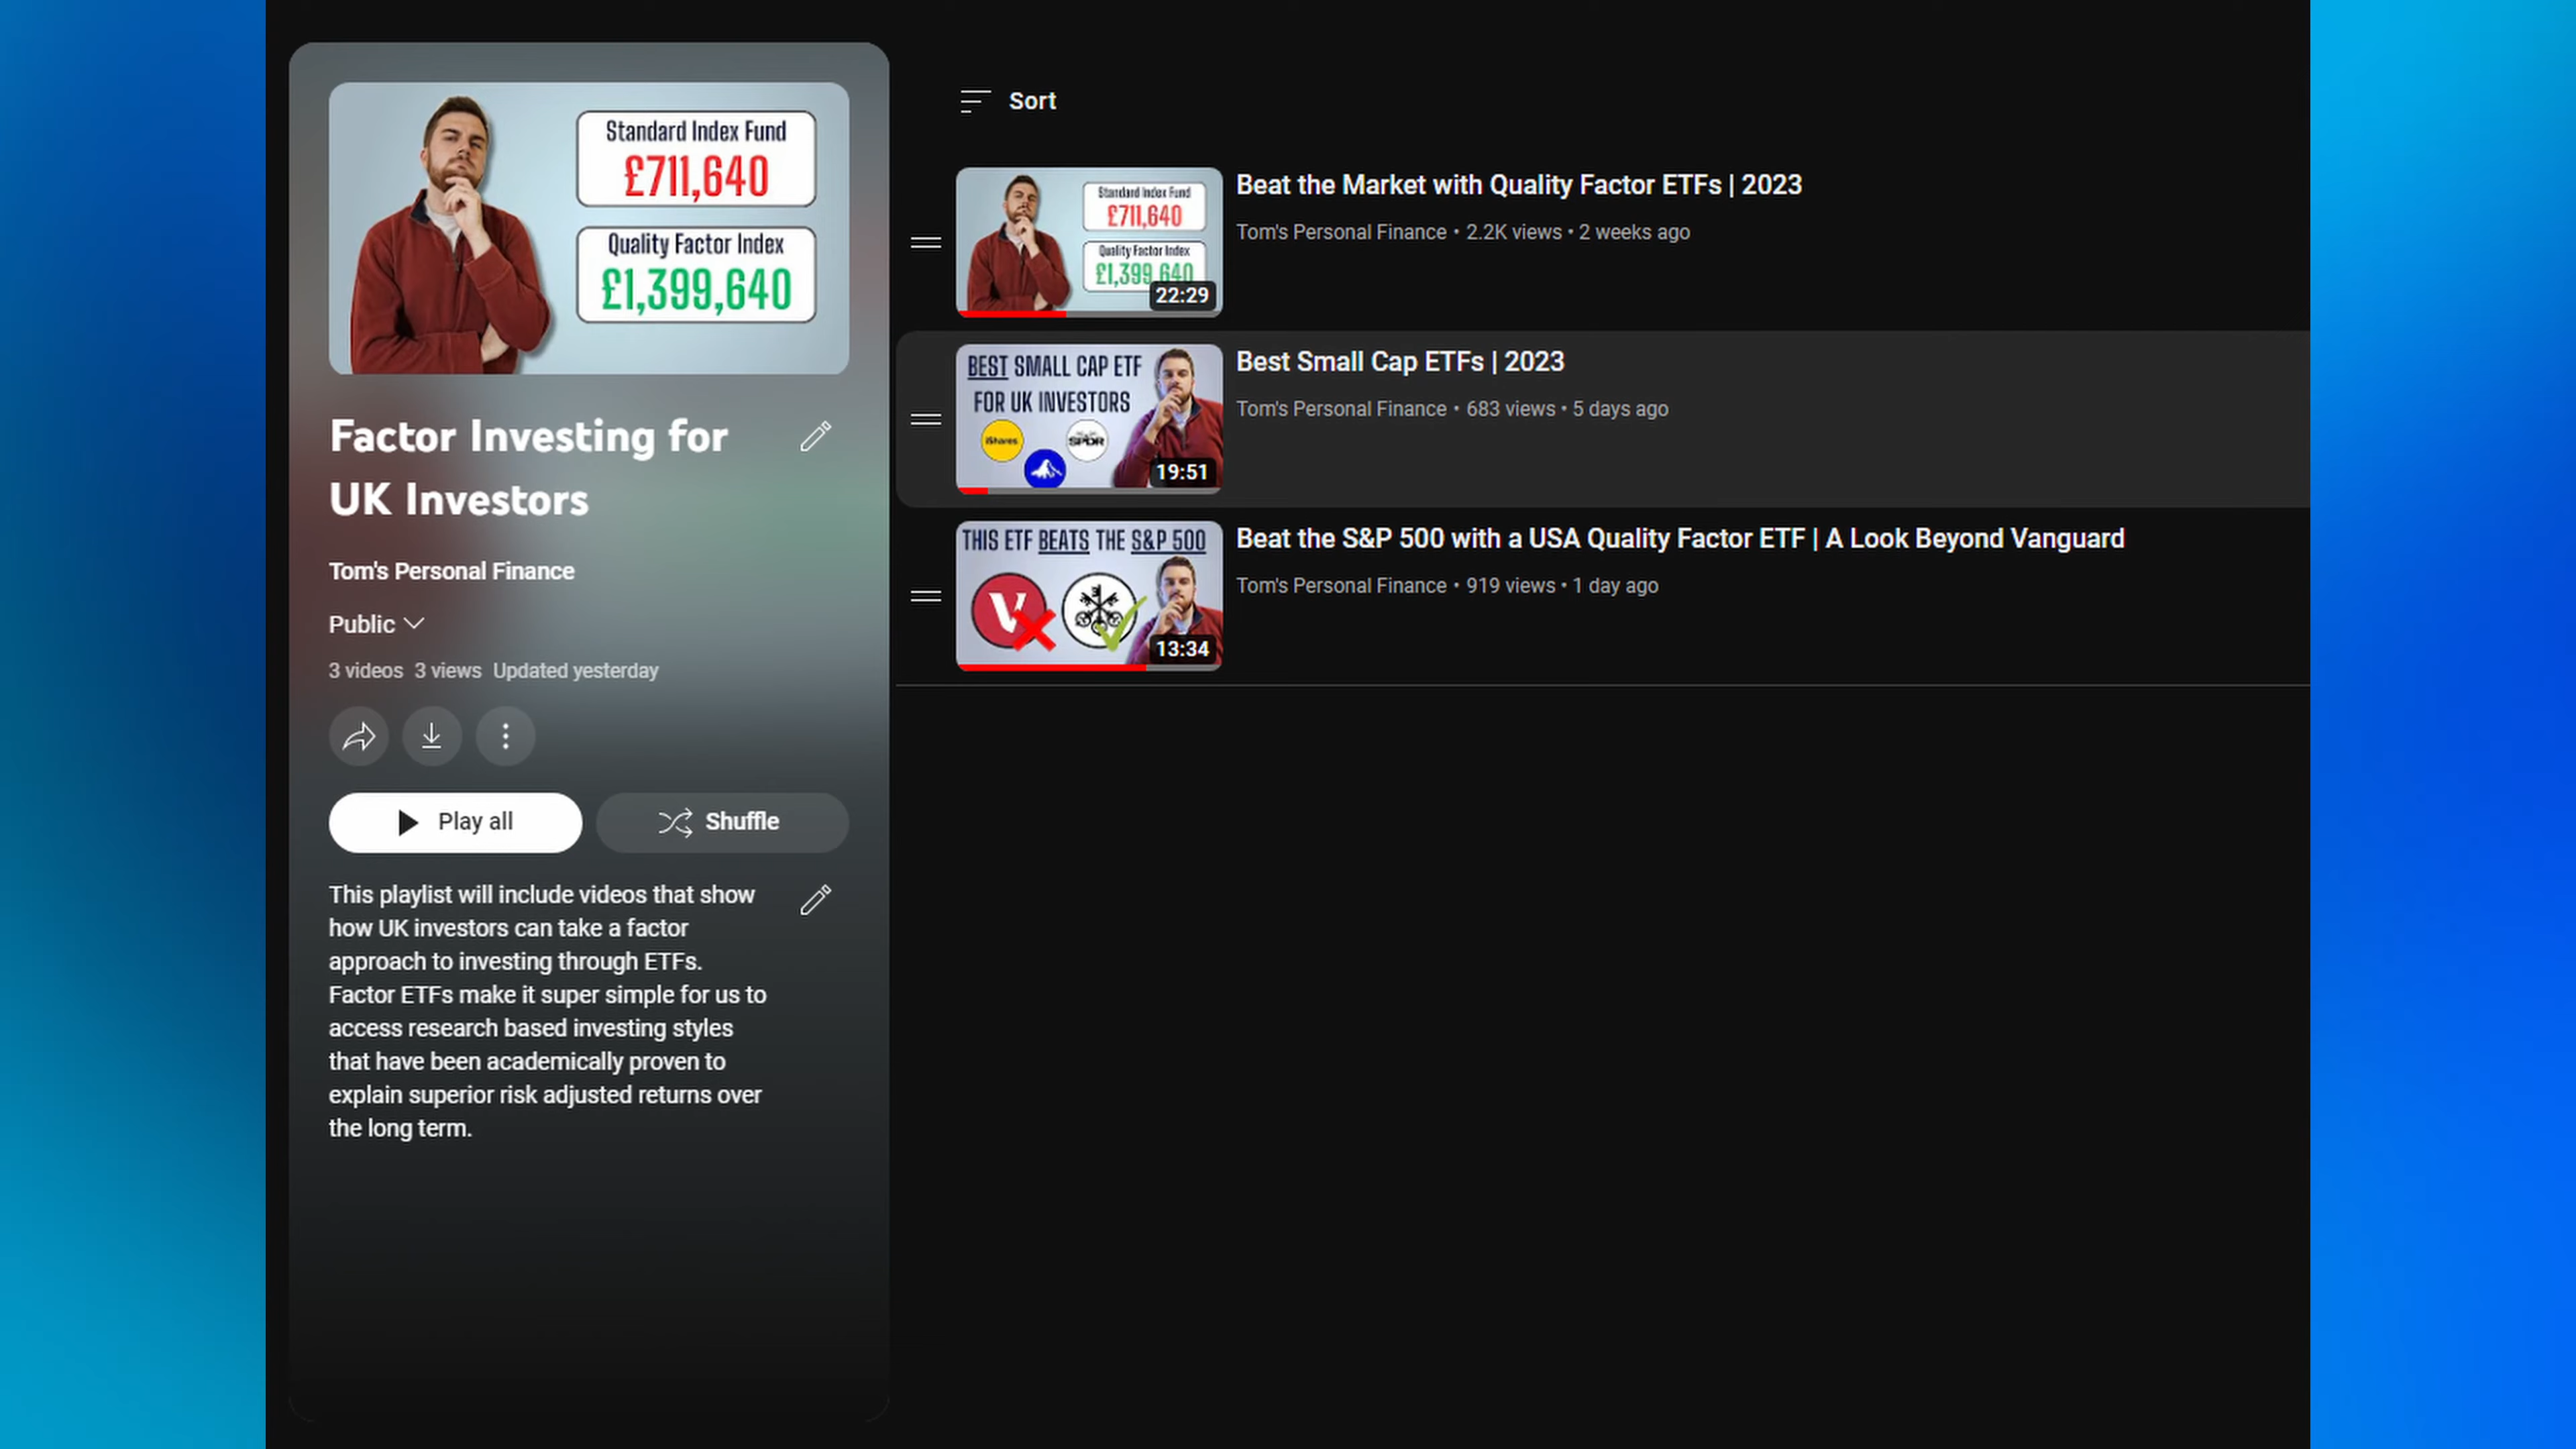 Standard Index Fund
£711,640
Quality Factor Index
£1,399,640
Factor Investing for
UK Investors
Tom's Personal Finance
Public
3 videos 3 views Updated yesterday
Play all
Shuffle
This playlist will include videos that show
how UK investors can take a factor
approach to investing through ETFs.
Factor ETFs make it super simple for us to
access research based investing styles
that have been academically proven to
explain superior risk adjusted returns over
the long term.
Sort
Standard Index Fund
£711,640
Quality Factor Index
£1,399,640
22:29
Beat the Market with Quality Factor ETFs | 2023
Tom's Personal Finance • 2.2K views • 2 weeks ago
BEST SMALL CAP ETF
FOR UK INVESTORS
iShares
SPDR
19:51
Best Small Cap ETFs | 2023
Tom's Personal Finance • 683 views • 5 days ago
THIS ETF BEATS THE S&P 500
V
13:34
Beat the S&P 500 with a USA Quality Factor ETF | A Look Beyond Vanguard
Tom's Personal Finance • 919 views • 1 day ago